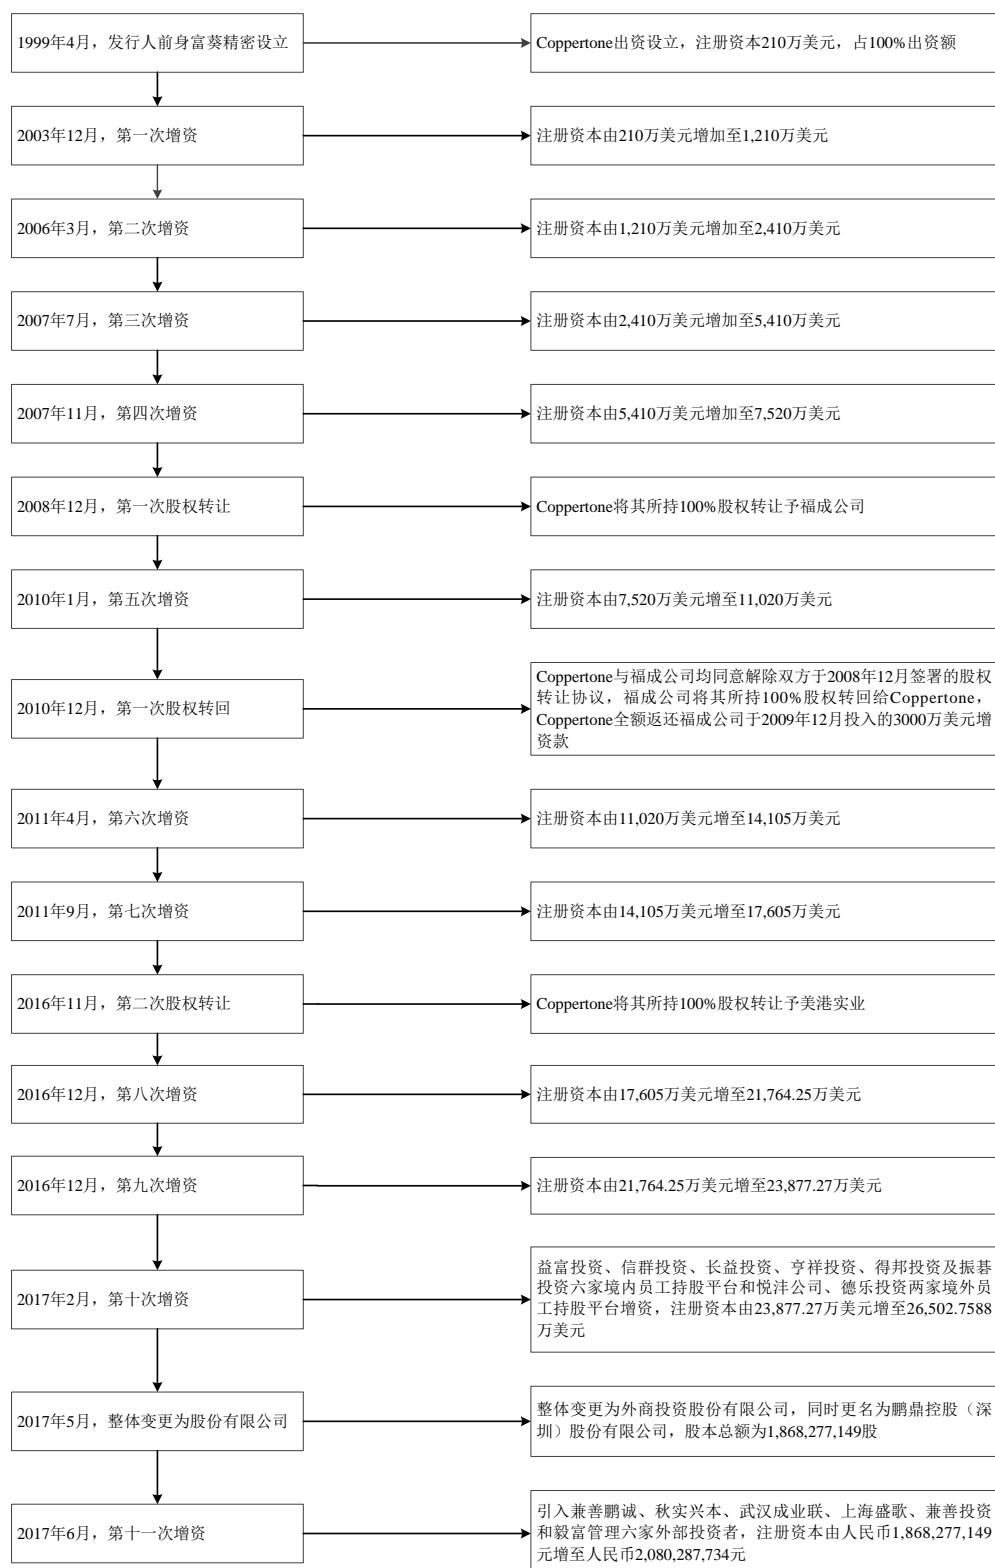 1999年4月，发行人前身富葵精密设立
Coppertone出资设立，注册资本210万美元，占100%出资额
2003年12月，第一次增资
注册资本由210万美元增加至1,210万美元
2006年3月，第二次增资
注册资本由1,210万美元增加至2,410万美元
2007年7月，第三次增资
注册资本由2,410万美元增加至5,410万美元
2007年11月，第四次增资
注册资本由5,410万美元增加至7,520万美元
2008年12月，第一次股权转让
Coppertone将其所持100%股权转让予福成公司
2010年1月，第五次增资
注册资本由7,520万美元增至11,020万美元
2010年12月，第一次股权转回
Coppertone与福成公司均同意解除双方于2008年12月签署的股权
转让协议，福成公司将其所持100%股权转回给Coppertone，
Coppertone全额返还福成公司于2009年12月投入的3000万美元增
资款
2011年4月，第六次增资
注册资本由11,020万美元增至14,105万美元
2011年9月，第七次增资
注册资本由14,105万美元增至17,605万美元
2016年11月，第二次股权转让
Coppertone将其所持100%股权转让予美港实业
2016年12月，第八次增资
注册资本由17,605万美元增至21,764.25万美元
2016年12月，第九次增资
注册资本由21,764.25万美元增至23,877.27万美元
2017年2月，第十次增资
益富投资、信群投资、长益投资、亨祥投资、得邦投资及振碁
投资六家境内员工持股平台和悦沣公司、德乐投资两家境外员
工持股平台增资，注册资本由23,877.27万美元增至26,502.7588
万美元
2017年5月，整体变更为股份有限公司
整体变更为外商投资股份有限公司，同时更名为鹏鼎控股（深
圳）股份有限公司，股本总额为1,868,277,149股
2017年6月，第十一次增资
引入兼善鹏诚、秋实兴本、武汉成业联、上海盛歌、兼善投资
和毅富管理六家外部投资者，注册资本由人民币1,868,277,149
元增至人民币2,080,287,734元